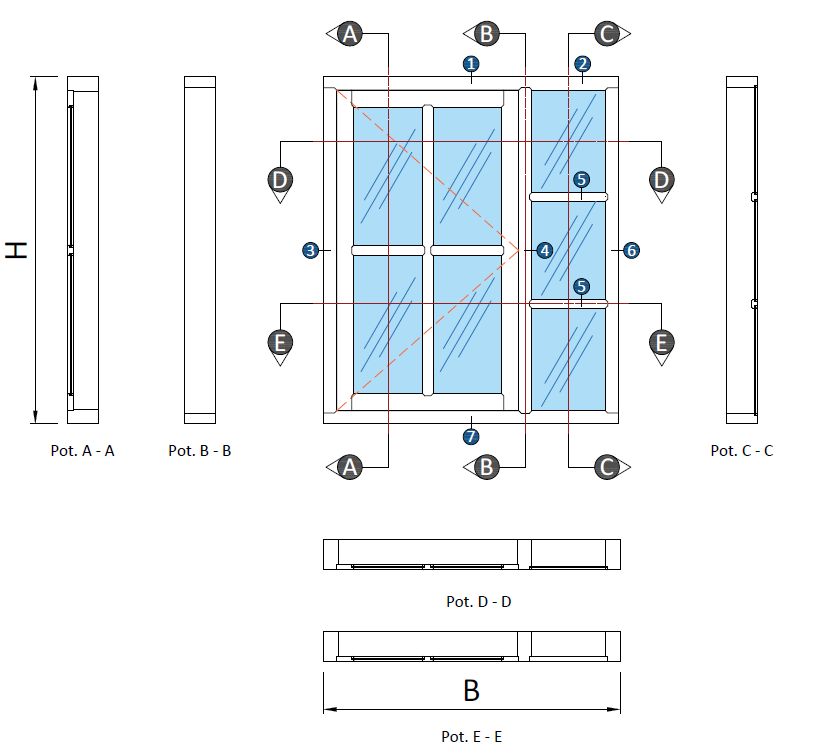 A B C
1 2
D 5 D
H 3 4 6
5
E E
7
Pot. A - A Pot. B - B Pot. C - C
A B C
Pot. D - D
B
Pot. E - E